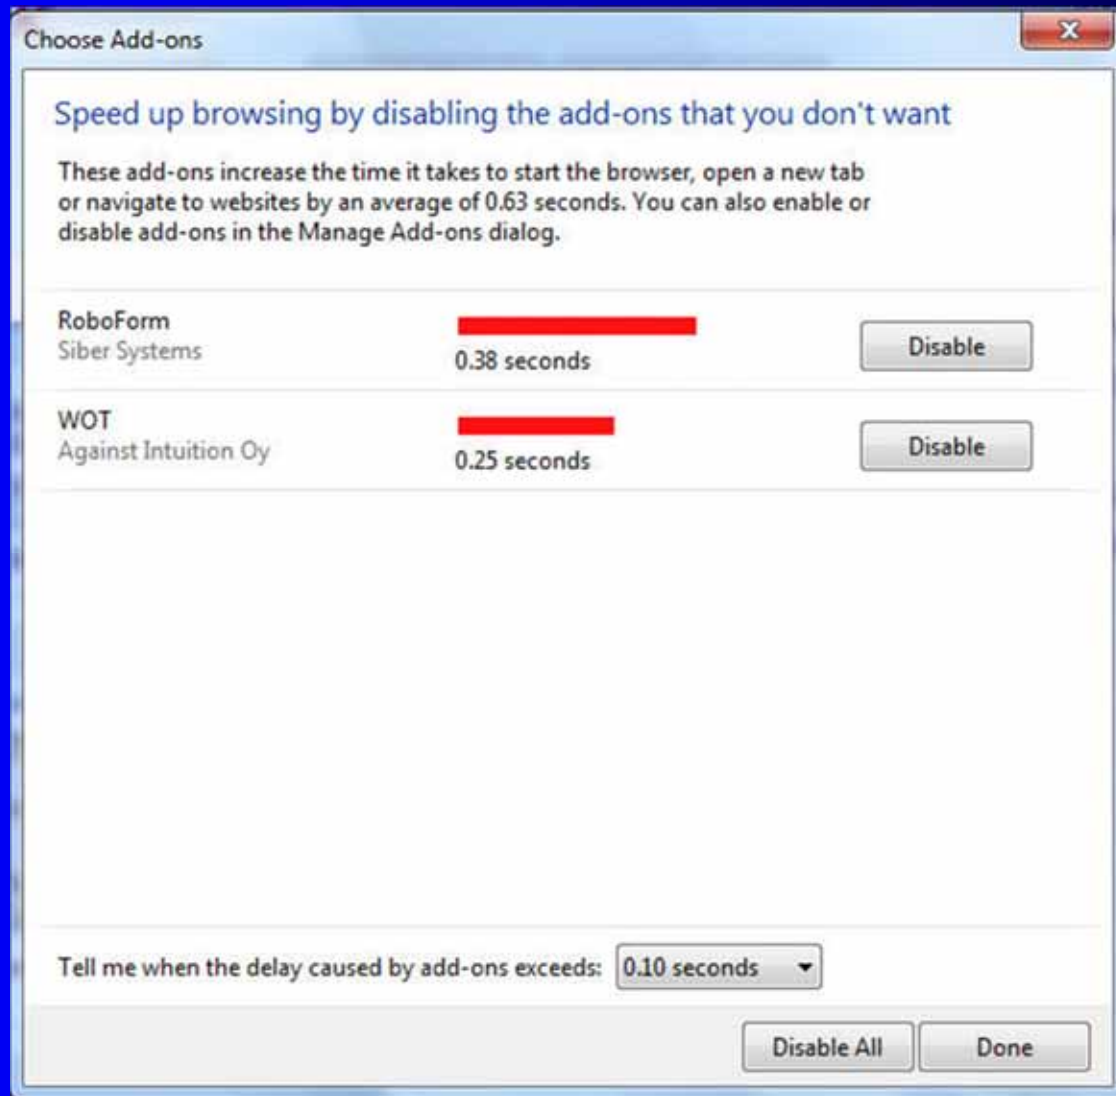 Choose Add-ons
Speed up browsing by disabling the add-ons that you don't want
These add-ons increase the time it takes to start the browser, open a new tab
or navigate to websites by an average of 0.63 seconds. You can also enable or
disable add-ons in the Manage Add-ons dialog.
RoboForm
Siber Systems
0.38 seconds
Disable
WOT
Against Intuition Oy
0.25 seconds
Disable
Tell me when the delay caused by add-ons exceeds: 0.10 seconds
Disable All
Done